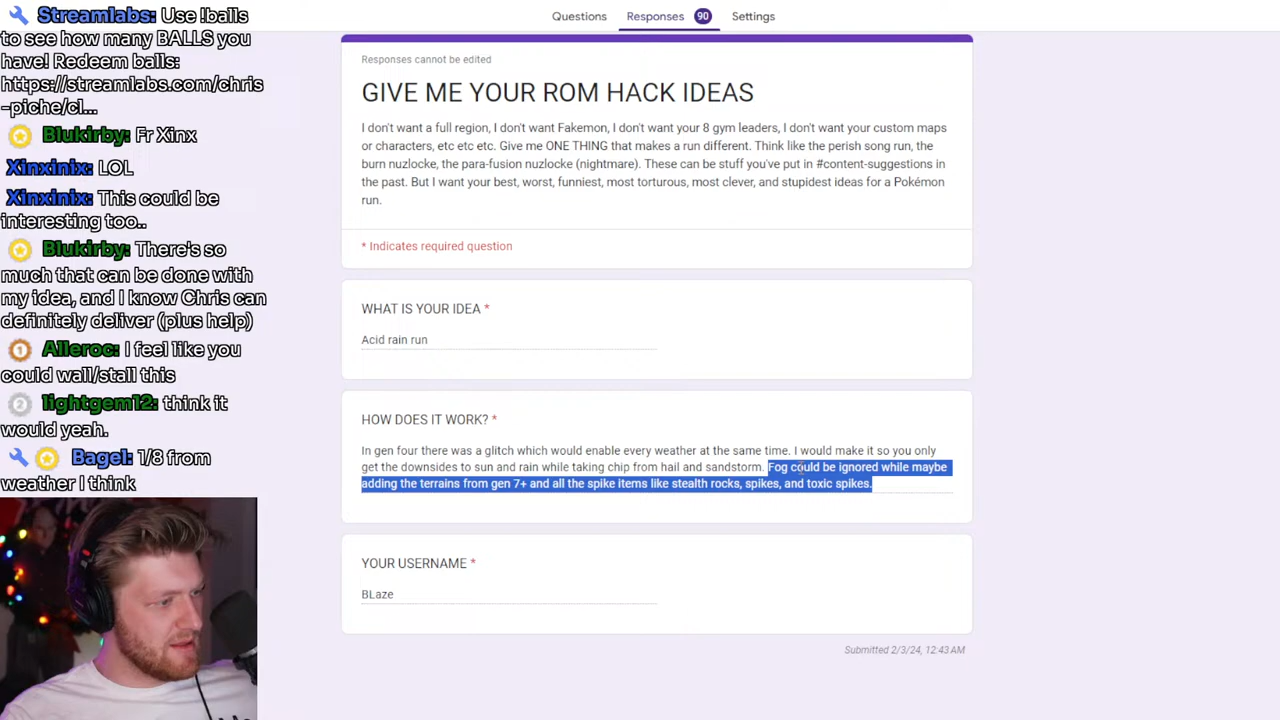 Streamlabs: Use !balls
to see how many BALLS you
have! Redeem balls:
https://streamlabs.com/chris
-piche/cl...
Blukirby: Fr Xinx
Xinxinix: LOL
Xinxinix: This could be
interesting too..
Blukirby: There's so
much that can be done with
my idea, and I know Chris can
definitely deliver (plus help)
Alleroc: I feel like you
could wall/stall this
lightgem12: think it
would yeah.
Bagel: 1/8 from
weather I think
Questions Responses 90 Settings
Responses cannot be edited
GIVE ME YOUR ROM HACK IDEAS
I don't want a full region, I don't want Fakemon, I don't want your 8 gym leaders, I don't want your custom maps
or characters, etc etc etc. Give me ONE THING that makes a run different. Think like the perish song run, the
burn nuzlocke, the para-fusion nuzlocke (nightmare). These can be stuff you've put in #content-suggestions in
the past. But I want your best, worst, funniest, most torturous, most clever, and stupidest ideas for a Pokémon
run.
* Indicates required question
WHAT IS YOUR IDEA *
Acid rain run
HOW DOES IT WORK? *
In gen four there was a glitch which would enable every weather at the same time. I would make it so you only
get the downsides to sun and rain while taking chip from hail and sandstorm. Fog could be ignored while maybe
adding the terrains from gen 7+ and all the spike items like stealth rocks, spikes, and toxic spikes.
YOUR USERNAME *
BLaze
Submitted 2/3/24, 12:43 AM